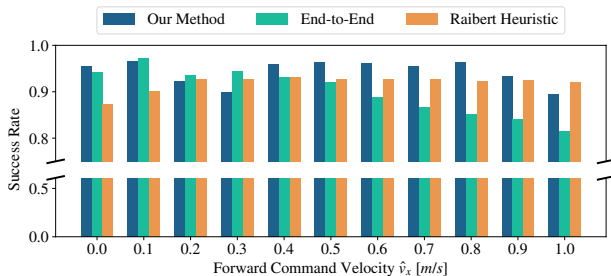 Our Method End-to-End Raibert Heuristic
1.0
0.9
0.8
0.5
0.0
Success Rate
0.0 0.1 0.2 0.3 0.4 0.5 0.6 0.7 0.8 0.9 1.0
Forward Command Velocity v̂ₓ [m/s]